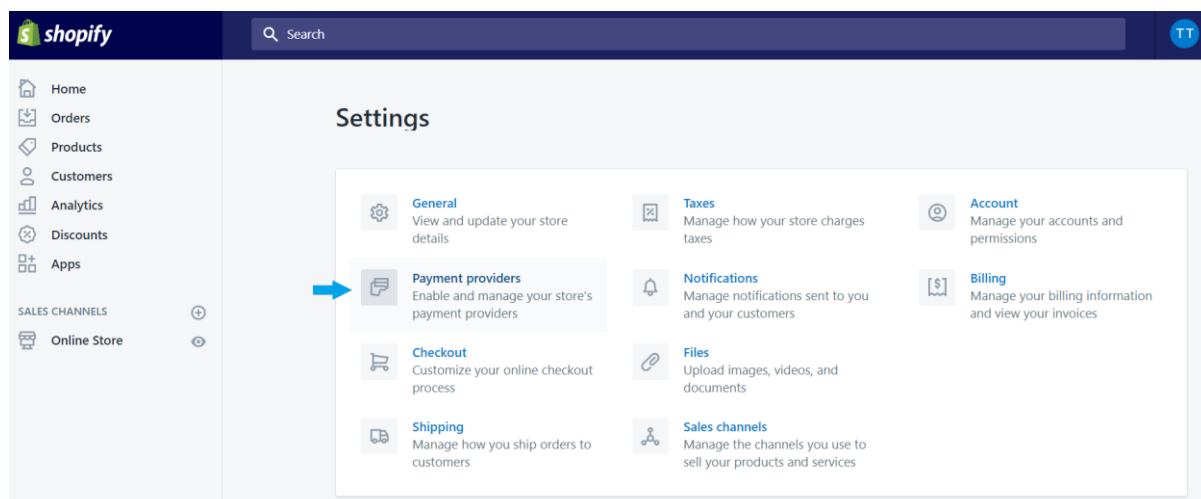 shopify
Search
TT
Home
Orders
Products
Customers
Analytics
Discounts
Apps
SALES CHANNELS
Online Store
Settings
General
View and update your store
details
Payment providers
Enable and manage your store's
payment providers
Checkout
Customize your online checkout
process
Shipping
Manage how you ship orders to
customers
Taxes
Manage how your store charges
taxes
Notifications
Manage notifications sent to you
and your customers
Files
Upload images, videos, and
documents
Sales channels
Manage the channels you use to
sell your products and services
Account
Manage your accounts and
permissions
Billing
Manage your billing information
and view your invoices